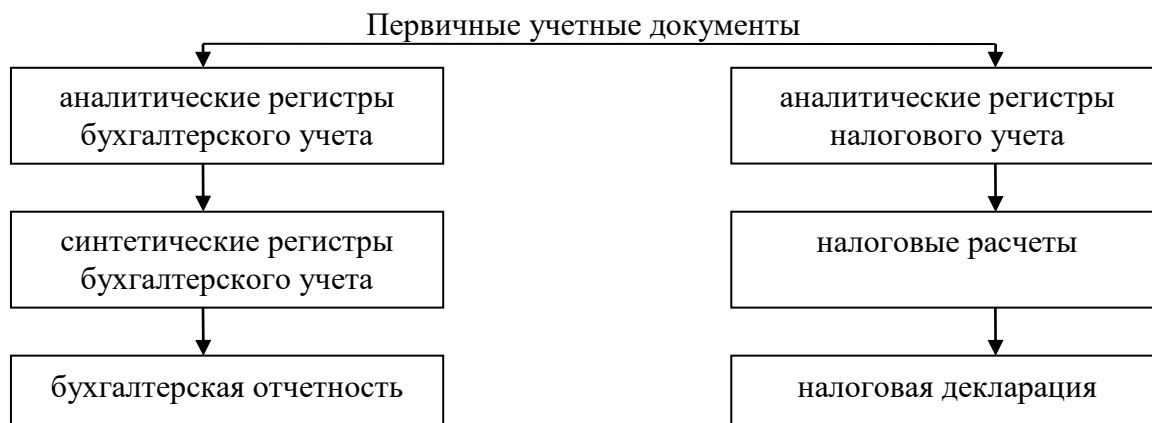 Первичные учетные документы
аналитические регистры
бухгалтерского учета
аналитические регистры
налогового учета
синтетические регистры
бухгалтерского учета
налоговые расчеты
бухгалтерская отчетность
налоговая декларация